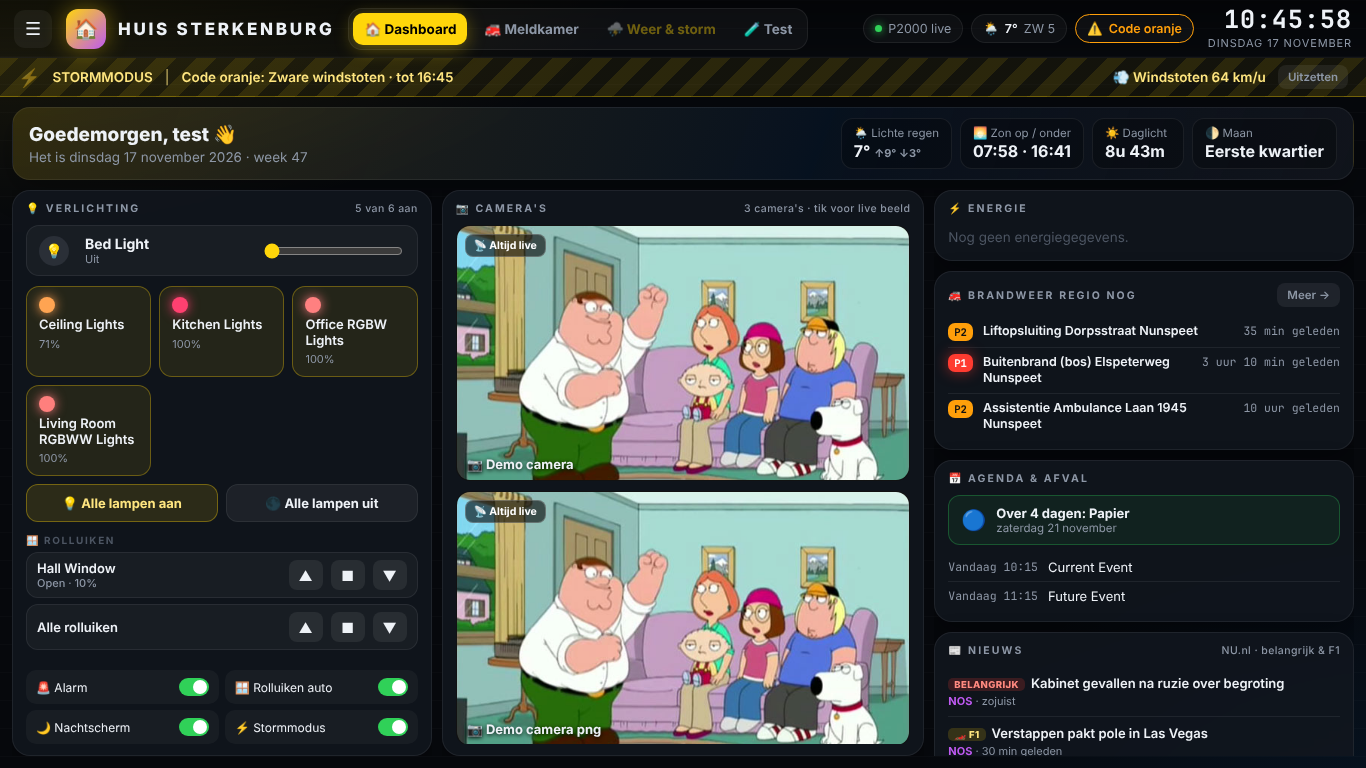 ☰ 🏠 HUIS STERKENBURG 🏠 Dashboard 🚒 Meldkamer 🌩️ Weer & storm 🧪 Test P2000 live 🌦️ 7° ZW 5 ⚠️ Code oranje 10:45:58
DINSDAG 17 NOVEMBER
⚡ STORMMODUS | Code oranje: Zware windstoten · tot 16:45 💨 Windstoten 64 km/u Uitzetten
Goedemorgen, test 👋
Het is dinsdag 17 november 2026 · week 47
🌦️ Lichte regen
7° ↑9° ↓3°
🌅 Zon op / onder
07:58 · 16:41
☀️ Daglicht
8u 43m
🌓 Maan
Eerste kwartier
💡 VERLICHTING 5 van 6 aan
💡 Bed Light
Uit
Ceiling Lights
71%
Kitchen Lights
100%
Office RGBW
Lights
100%
Living Room
RGBWW Lights
100%
💡 Alle lampen aan 🌑 Alle lampen uit
🪟 ROLLUIKEN
Hall Window
Open · 10%
▲ ■ ▼
Alle rolluiken ▲ ■ ▼
🚨 Alarm 🪟 Rolluiken auto
🌙 Nachtscherm ⚡ Stormmodus
📷 CAMERA'S 3 camera's · tik voor live beeld
📡 Altijd live
📷 Demo camera
📡 Altijd live
📷 Demo camera png
⚡ ENERGIE
Nog geen energiegegevens.
🚒 BRANDWEER REGIO NOG Meer →
P2 Liftopsluiting Dorpsstraat Nunspeet 35 min geleden
P1 Buitenbrand (bos) Elspeterweg 3 uur 10 min geleden
Nunspeet
P2 Assistentie Ambulance Laan 1945 10 uur geleden
Nunspeet
📅 AGENDA & AFVAL
🔵 Over 4 dagen: Papier
zaterdag 21 november
Vandaag 10:15 Current Event
Vandaag 11:15 Future Event
📰 NIEUWS NU.nl · belangrijk & F1
BELANGRIJK Kabinet gevallen na ruzie over begroting
NOS · zojuist
🏎️ F1 Verstappen pakt pole in Las Vegas
NOS · 30 min geleden